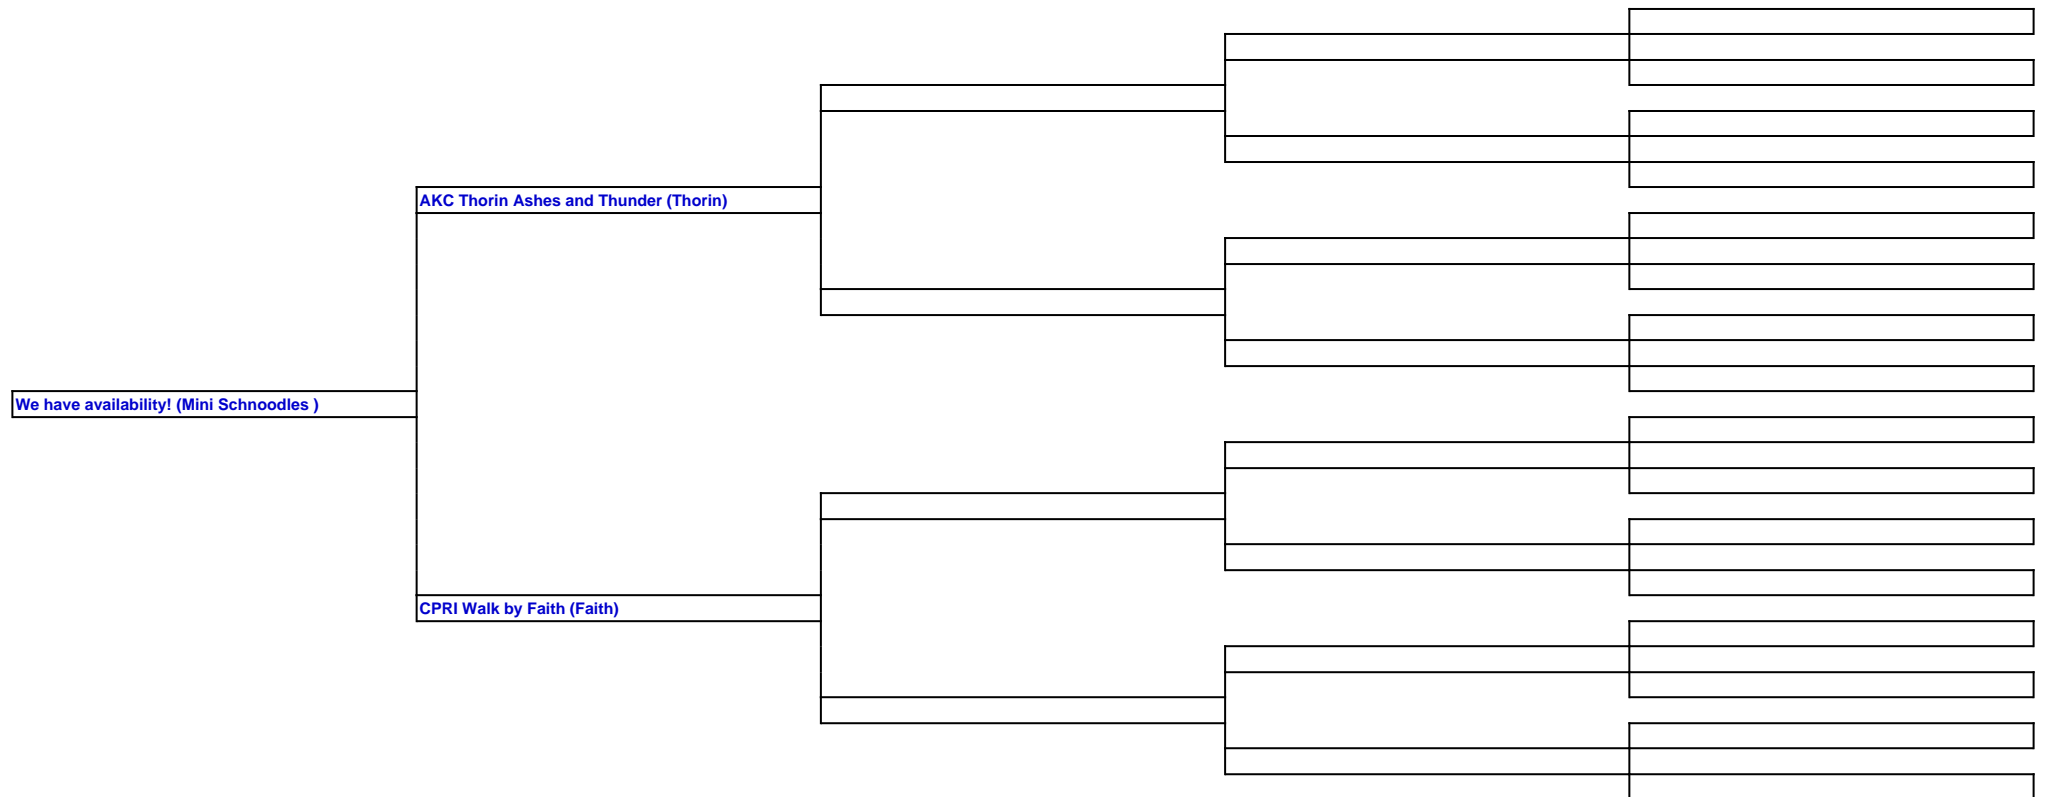 AKC Thorin Ashes and Thunder (Thorin)
We have availability! (Mini Schnoodles )
CPRI Walk by Faith (Faith)